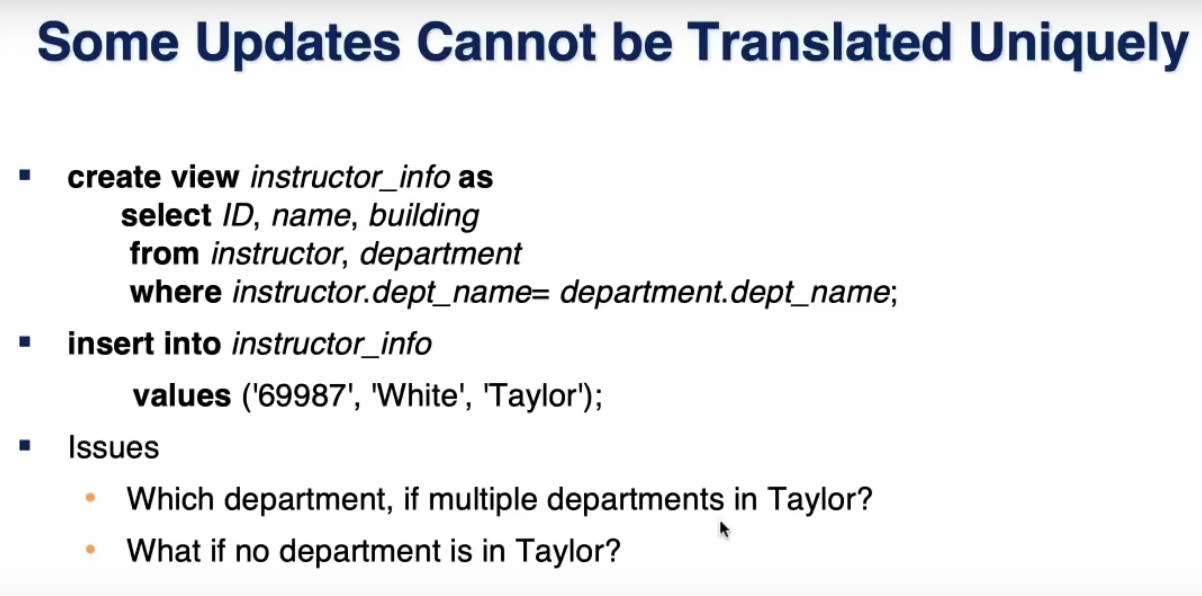 Some Updates Cannot be Translated Uniquely
▪ create view instructor_info as
select ID, name, building
from instructor, department
where instructor.dept_name= department.dept_name;
▪ insert into instructor_info
values ('69987', 'White', 'Taylor');
▪ Issues
• Which department, if multiple departments in Taylor?
• What if no department is in Taylor?